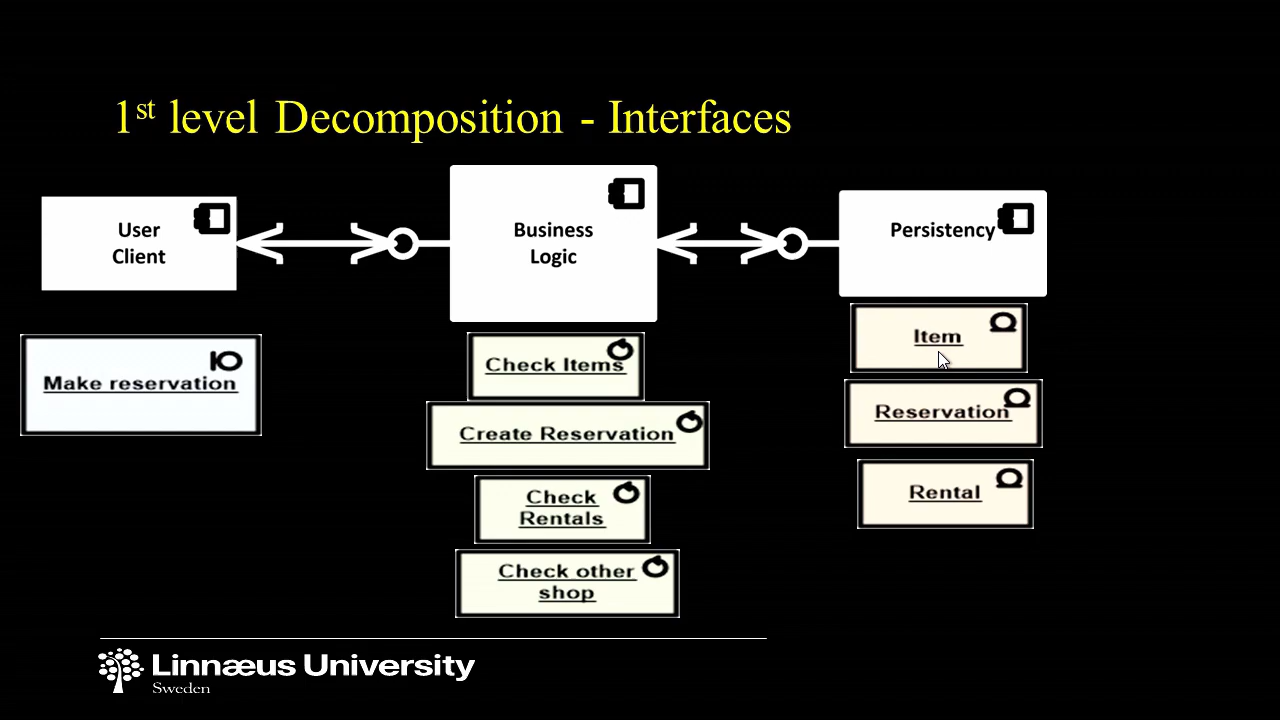 1st level Decomposition - Interfaces
User
Client
Business
Logic
Persistency
Make reservation
Check Items
Create Reservation
Check
Rentals
Check other
shop
Item
Reservation
Rental
Linnæus University
Sweden